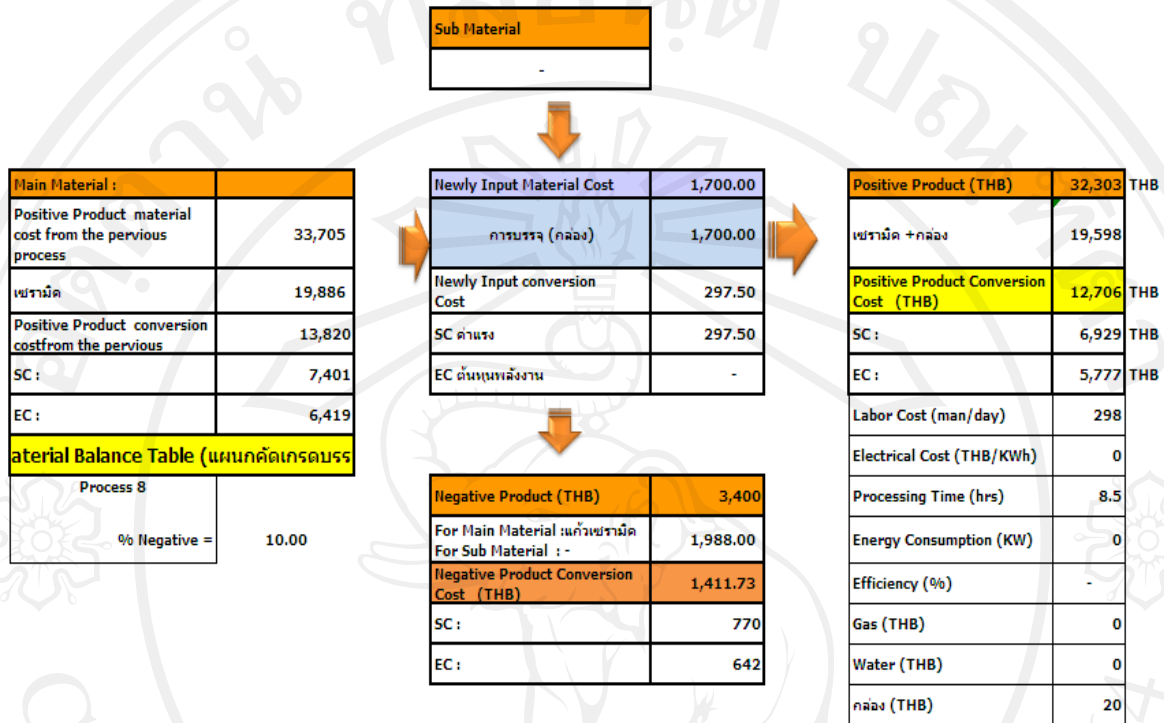 Sub Material
-
Main Material :
Positive Product material
cost from the pervious
process
33,705
เซรามิค
19,886
Positive Product conversion
costfrom the pervious
13,820
SC :
7,401
EC :
6,419
aterial Balance Table (แผนกคัดเกรดบรร
Process 8
% Negative =
10.00
Newly Input Material Cost
1,700.00
การบรรจุ (กล่อง)
1,700.00
Newly Input conversion
Cost
297.50
SC ค่าแรง
297.50
EC ต้นทุนพลังงาน
-
Negative Product (THB)
3,400
For Main Material :แก้วเซรามิค
For Sub Material : -
1,988.00
Negative Product Conversion
Cost (THB)
1,411.73
SC :
770
EC :
642
Positive Product (THB)
32,303 THB
เซรามิค +กล่อง
19,598
Positive Product Conversion
Cost (THB)
12,706 THB
SC :
6,929 THB
EC :
5,777 THB
Labor Cost (man/day)
298
Electrical Cost (THB/KWh)
0
Processing Time (hrs)
8.5
Energy Consumption (KW)
0
Efficiency (%)
-
Gas (THB)
0
Water (THB)
0
กล่อง (THB)
20